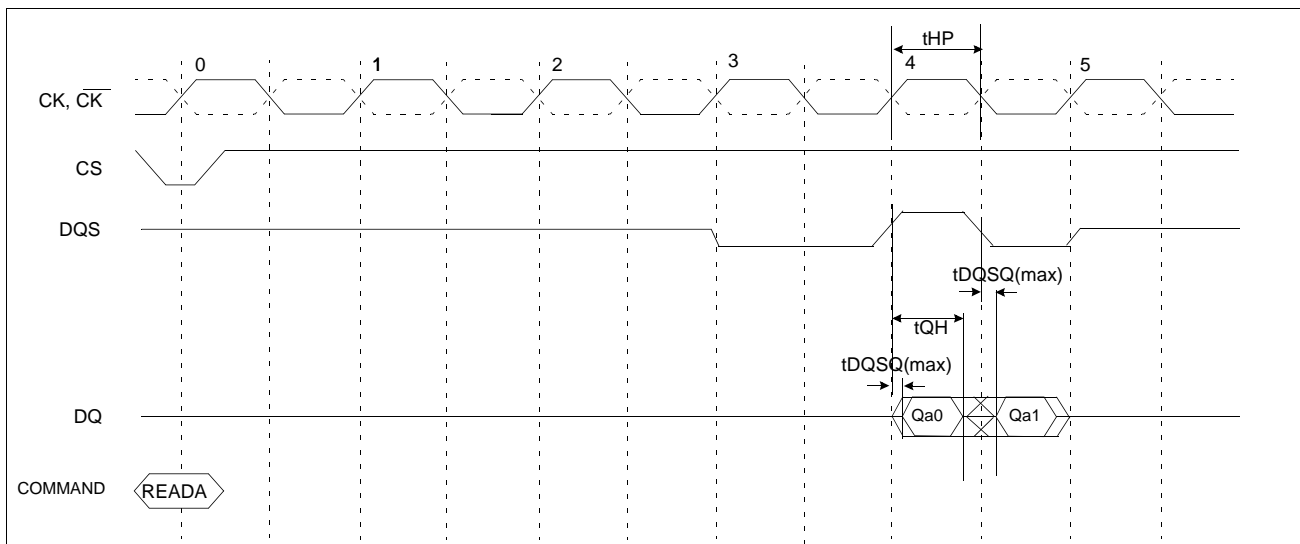 tHP
0 1 2 3 4 5
CK, C̅K̅
CS
DQS
tDQSQ(max)
tQH
tDQSQ(max)
DQ Qa0 Qa1
COMMAND READA